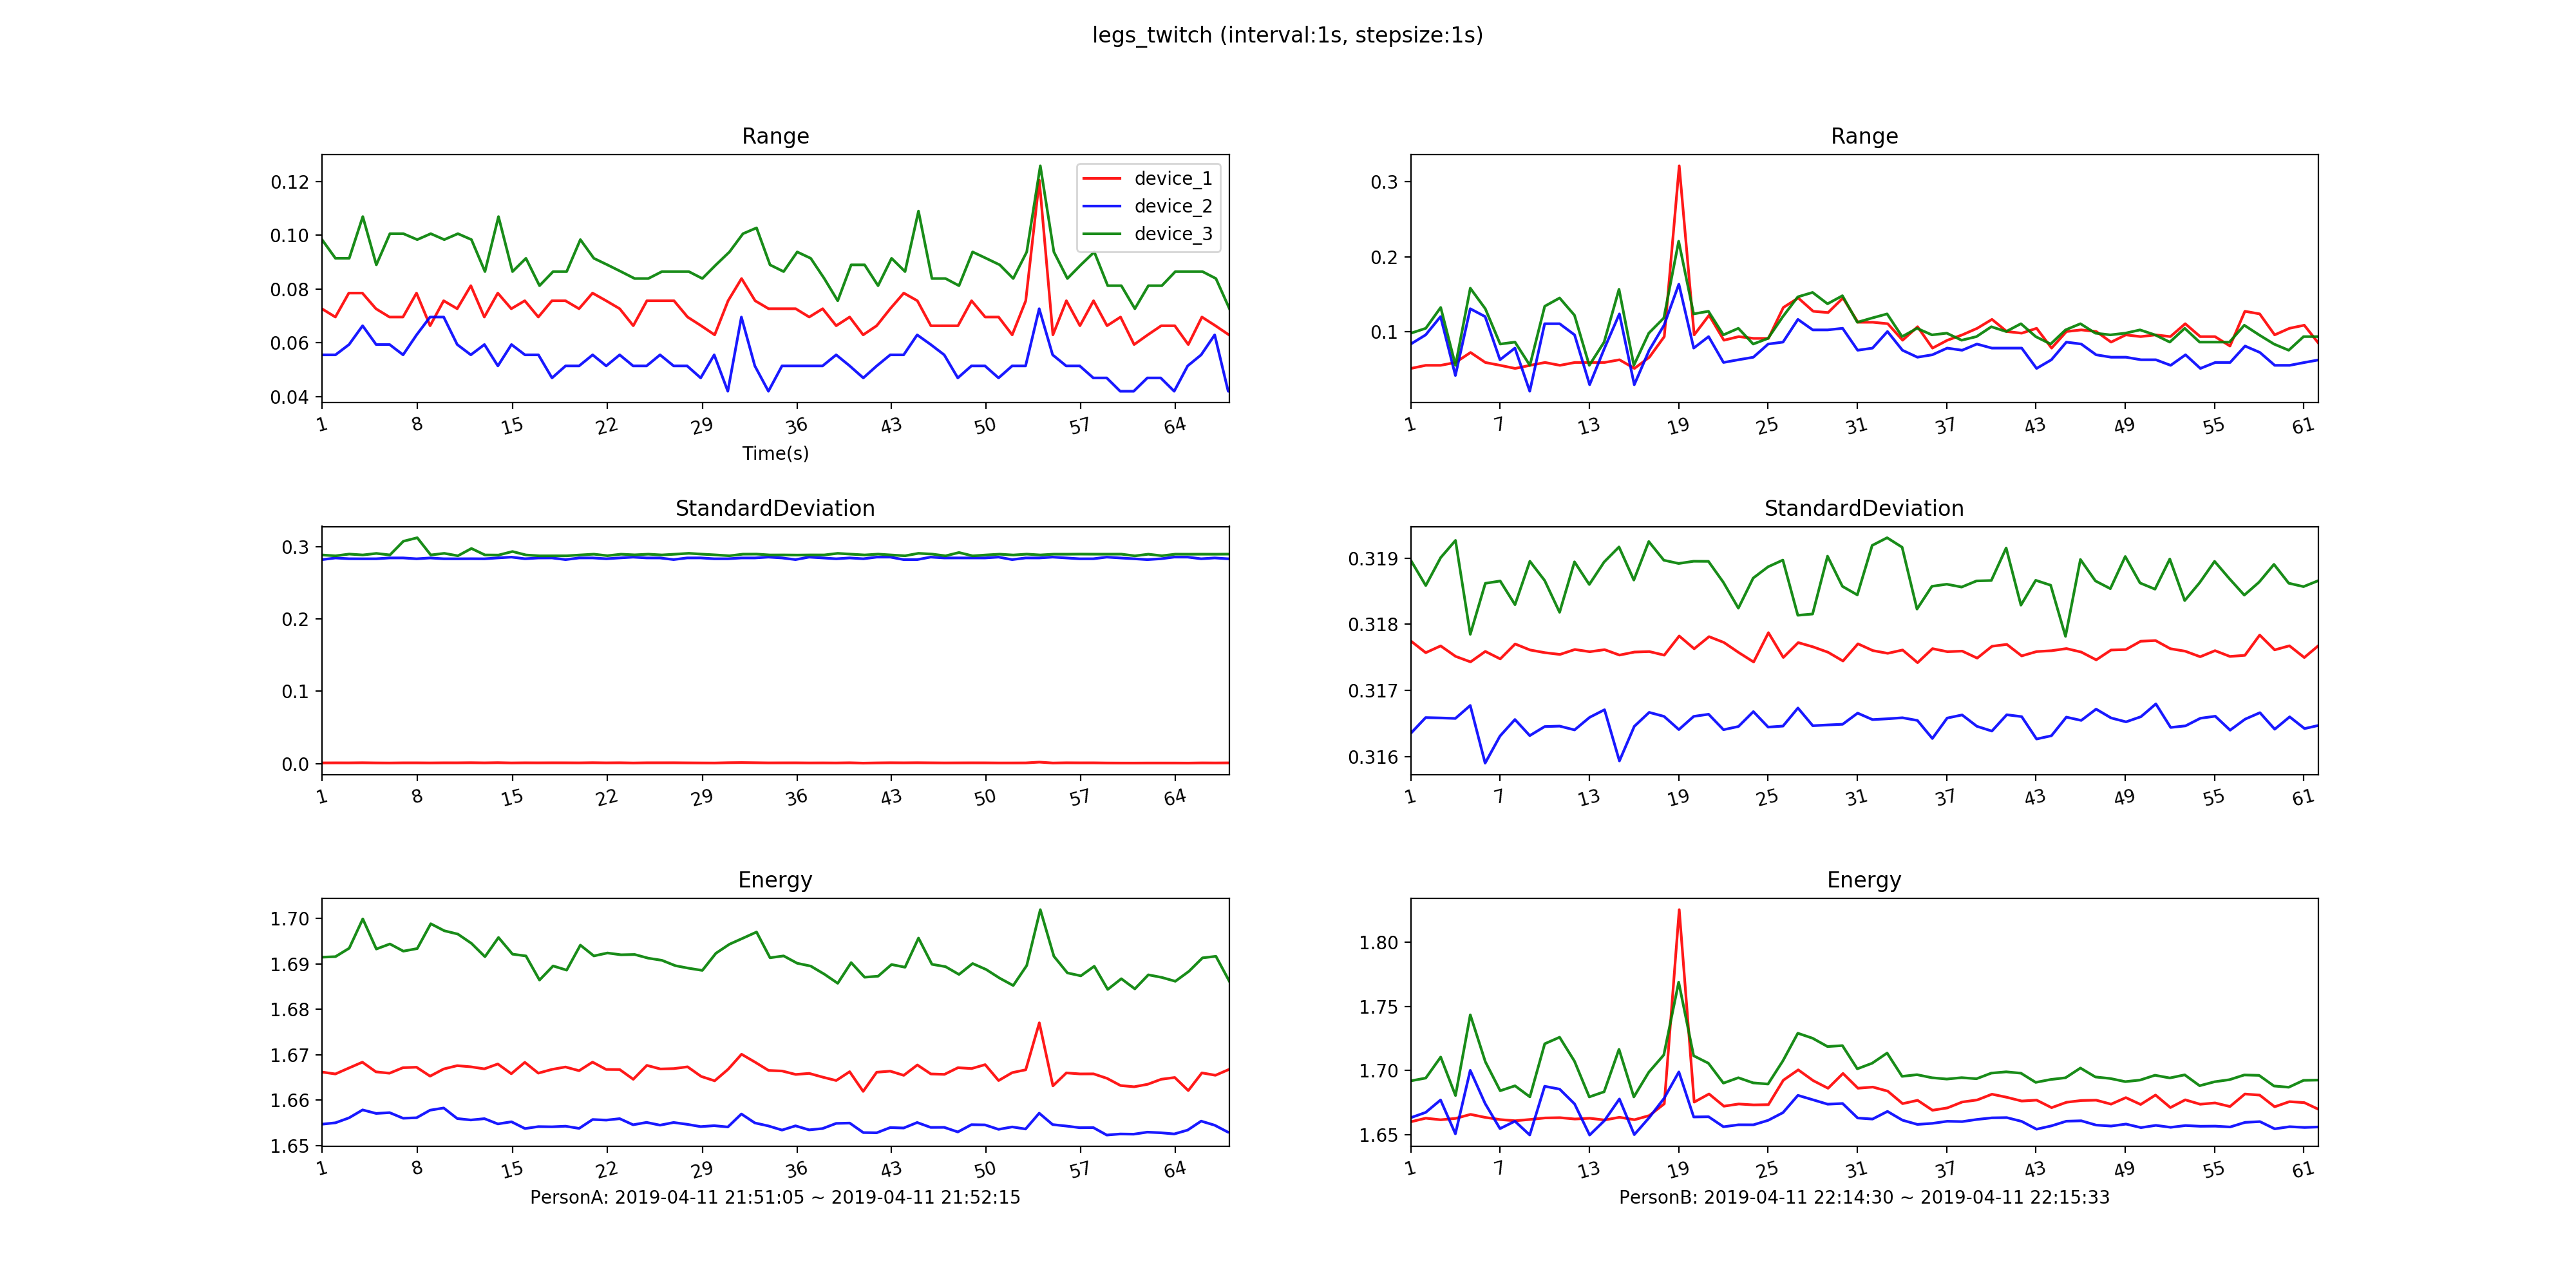 legs_twitch (interval:1s, stepsize:1s)
Range
0.12
0.10
0.08
0.06
0.04
device_1
device_2
device_3
1 8 15 22 29 36 43 50 57 64
Time(s)
Range
0.3
0.2
0.1
1 7 13 19 25 31 37 43 49 55 61
StandardDeviation
0.3
0.2
0.1
0.0
1 8 15 22 29 36 43 50 57 64
StandardDeviation
0.319
0.318
0.317
0.316
1 7 13 19 25 31 37 43 49 55 61
Energy
1.70
1.69
1.68
1.67
1.66
1.65
1 8 15 22 29 36 43 50 57 64
PersonA: 2019-04-11 21:51:05 ~ 2019-04-11 21:52:15
Energy
1.80
1.75
1.70
1.65
1 7 13 19 25 31 37 43 49 55 61
PersonB: 2019-04-11 22:14:30 ~ 2019-04-11 22:15:33